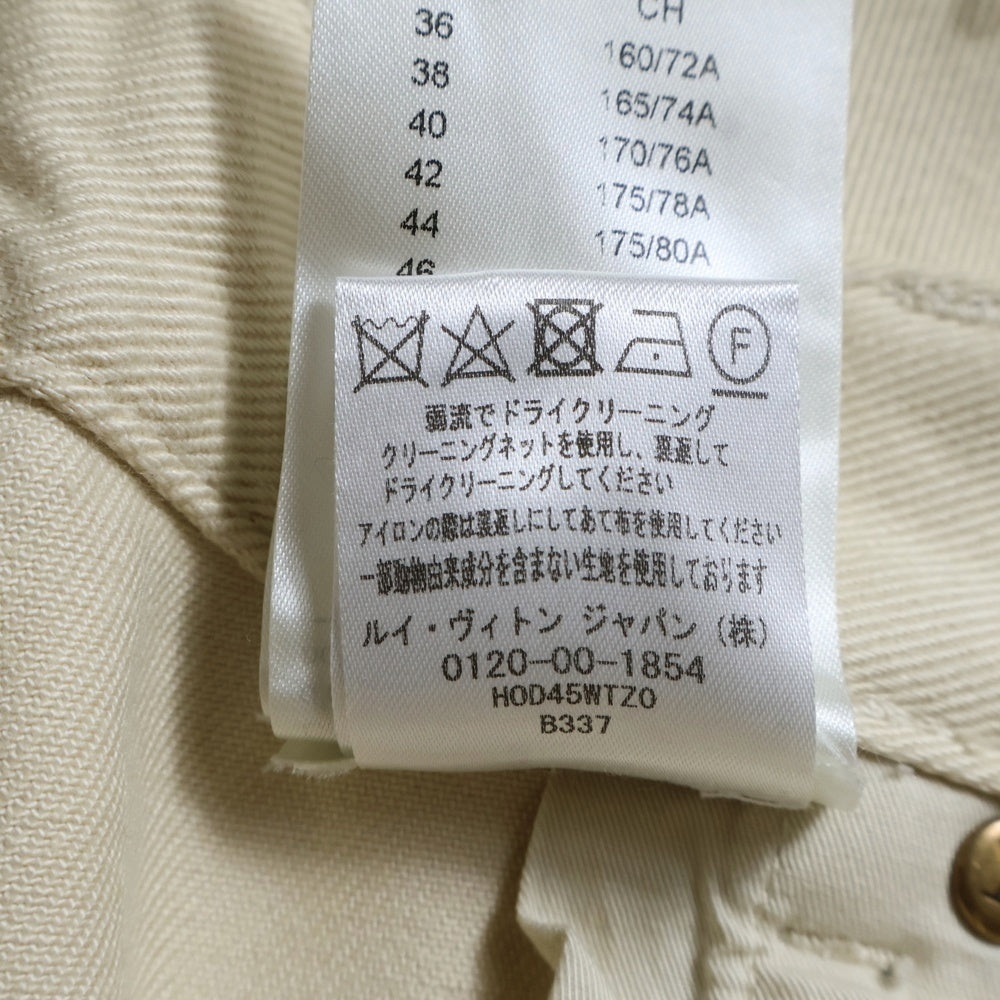 CH
36 160/72A
38 165/74A
40 170/76A
42 175/78A
44 175/80A
46
F
弱流でドライクリーニング
クリーニングネットを使用し、裏返して
ドライクリーニングしてください
アイロンの際は裏返しにしてあて布を使用してください
一部動物由来成分を含まない生地を使用しております
ルイ・ヴィトン ジャパン（株）
0120-00-1854
HOD45WTZO
B337